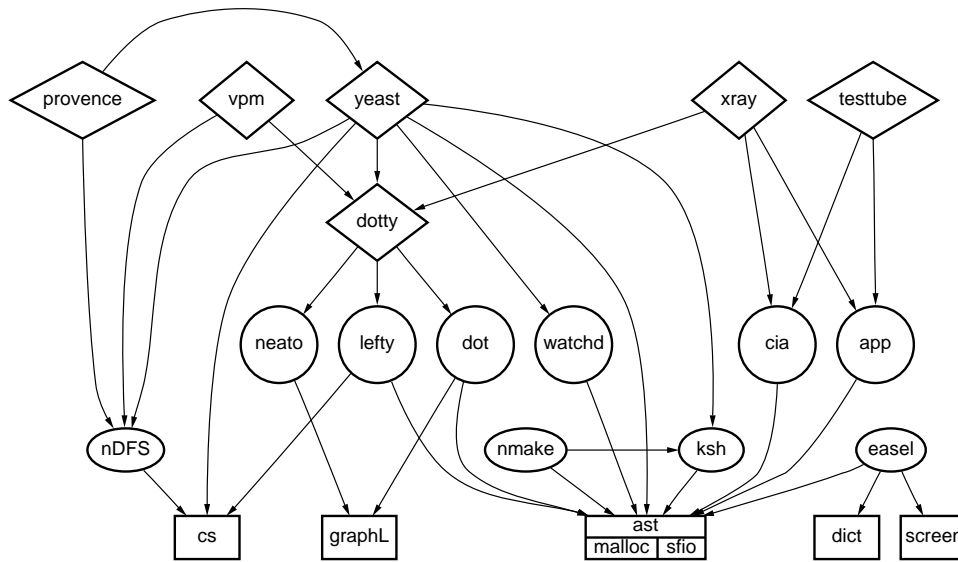 provence
vpm
yeast
xray
testtube
dotty
neato
lefty
dot
watchd
cia
app
nDFS
nmake
ksh
easel
cs
graphL
ast
malloc
sfio
dict
screen